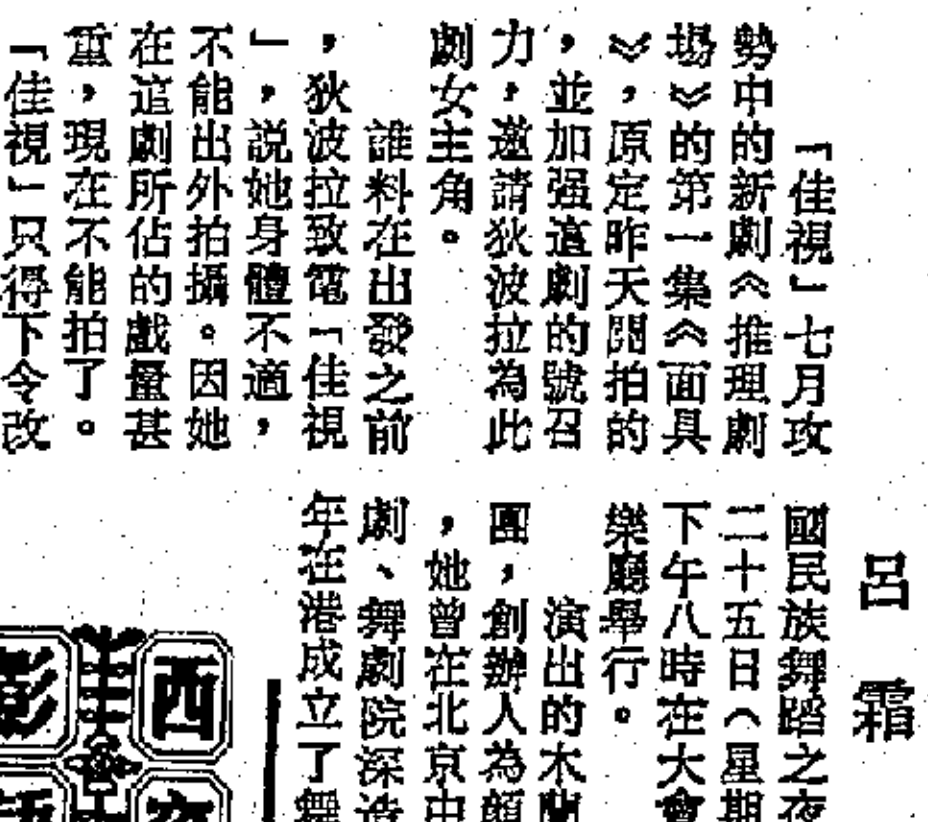 「佳視」七月攻
勢中的新劇《推理劇
場》的第一集《面具
》，原定昨天開拍的
，並加强這劇的號召
力，邀請狄波拉為此
劇女主角。
誰料在出發之前
，狄波拉致電「佳視
」，説她身體不適，
不能出外拍攝。因她
在這劇所佔的戲量甚
重，現在不能拍了。
「佳視」只得下令改
呂霜
國民族舞蹈之夜
二十五日（星期
下午八時在大會
樂廳舉行。
演出的木蘭
團，創辦人為顏
，她曾在北京中
劇、舞劇院深造
年在港成立了舞
西
彭